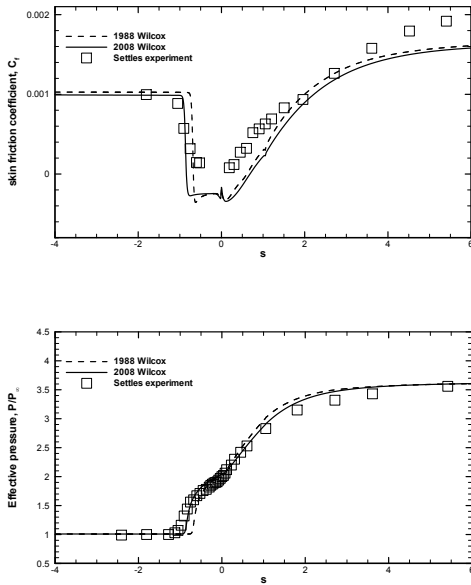 0.002
1988 Wilcox
2008 Wilcox
Settles experiment
skin friction coefficient, Cf
0.001
0
-4
-2
0
2
4
6
s
4.5
1988 Wilcox
2008 Wilcox
Settles experiment
4
3.5
3
Effective pressure, P/P∞
2.5
2
1.5
1
0.5
-4
-2
0
2
4
6
s